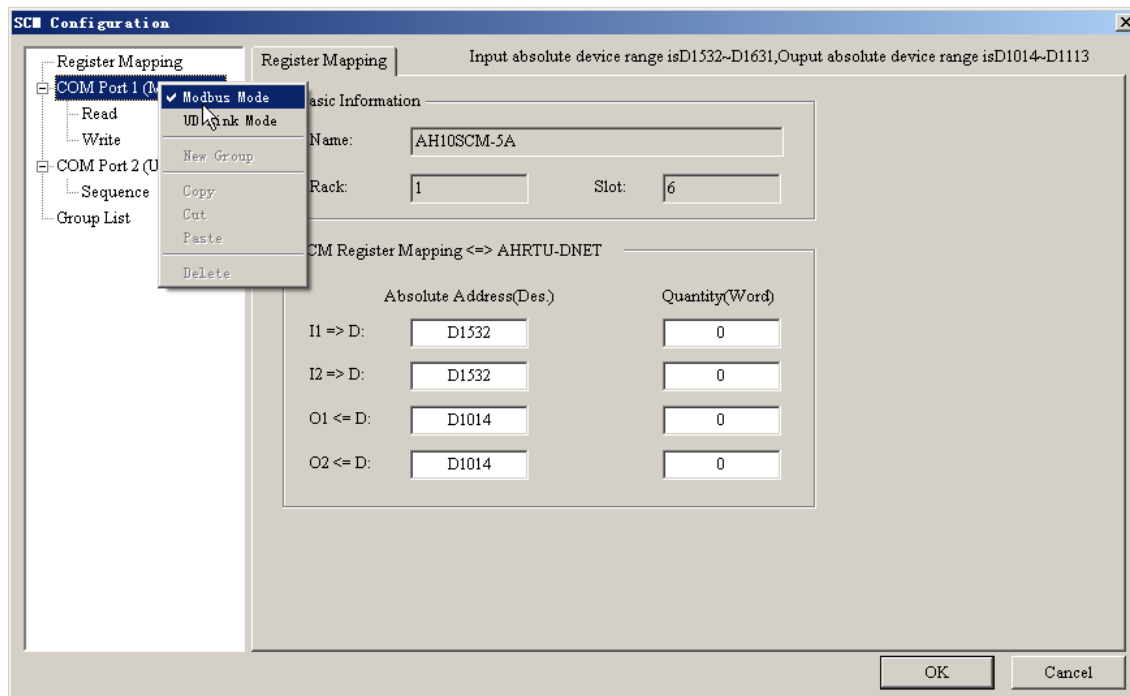 SCM Configuration
Register Mapping
COM Port 1 (M
Read
Write
COM Port 2 (U
Sequence
Group List
Modbus Mode
New Group
Copy
Cut
Paste
Delete
Register Mapping
Input absolute device range isD1532~D1631,Ouput absolute device range isD1014~D1113
asic Information
Name: AH10SCM-5A
Rack: 1 Slot: 6
CM Register Mapping <=> AHRTU-DNET
Absolute Address(Des.) Quantity(Word)
I1 => D: D1532 0
I2 => D: D1532 0
O1 <= D: D1014 0
O2 <= D: D1014 0
OK Cancel